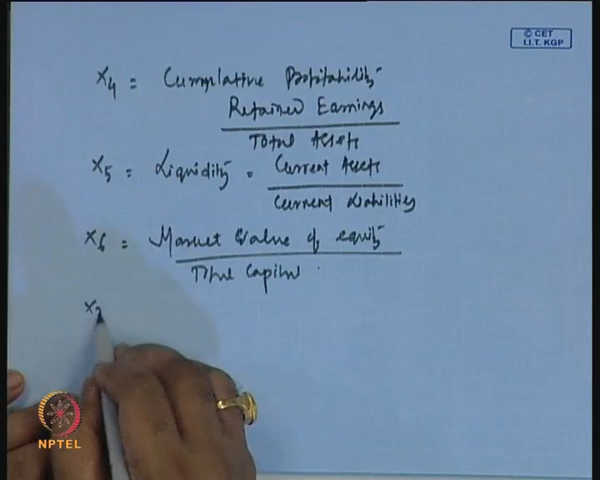 © CET
I.I.T. KGP
X4 = Cumulative Profitability
Retained Earnings
Total Assets
X5 = Liquidity = Current Assets
Current Liabilities
X6 = Market Value of equity
Total Capital
X7
NPTEL